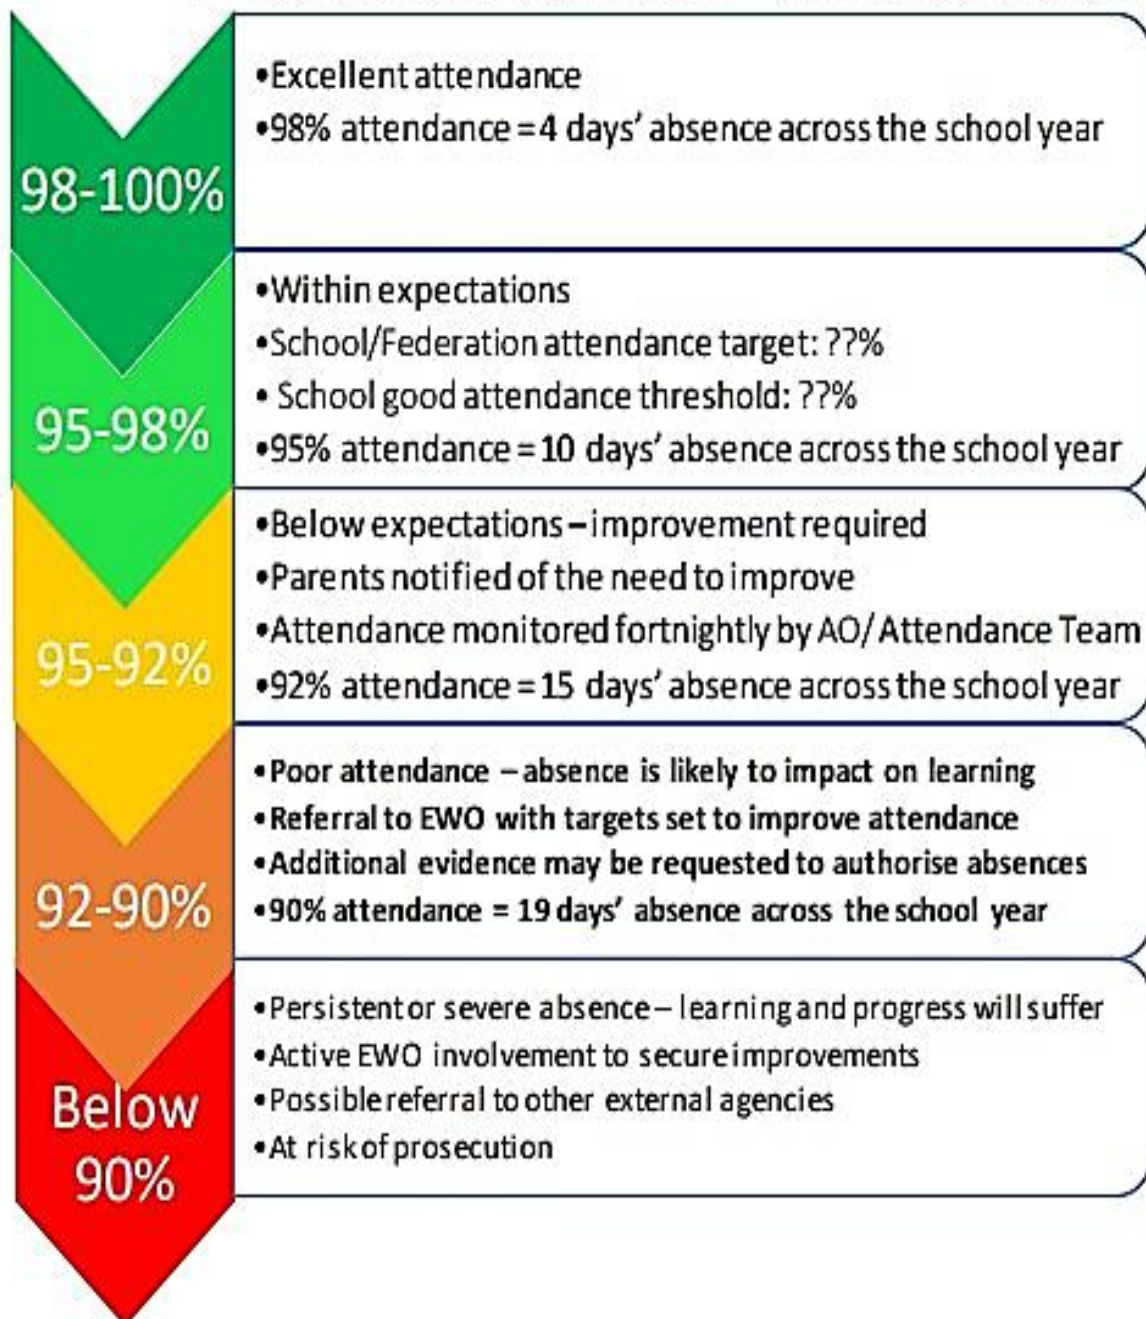 98-100%
•Excellent attendance
•98% attendance = 4 days' absence across the school year
95-98%
•Within expectations
•School/Federation attendance target: ??%
• School good attendance threshold: ??%
•95% attendance = 10 days' absence across the school year
95-92%
•Below expectations – improvement required
•Parents notified of the need to improve
•Attendance monitored fortnightly by AO/Attendance Team
•92% attendance = 15 days' absence across the school year
92-90%
•Poor attendance – absence is likely to impact on learning
•Referral to EWO with targets set to improve attendance
•Additional evidence may be requested to authorise absences
•90% attendance = 19 days' absence across the school year
Below
90%
•Persistent or severe absence – learning and progress will suffer
•Active EWO involvement to secure improvements
•Possible referral to other external agencies
•At risk of prosecution